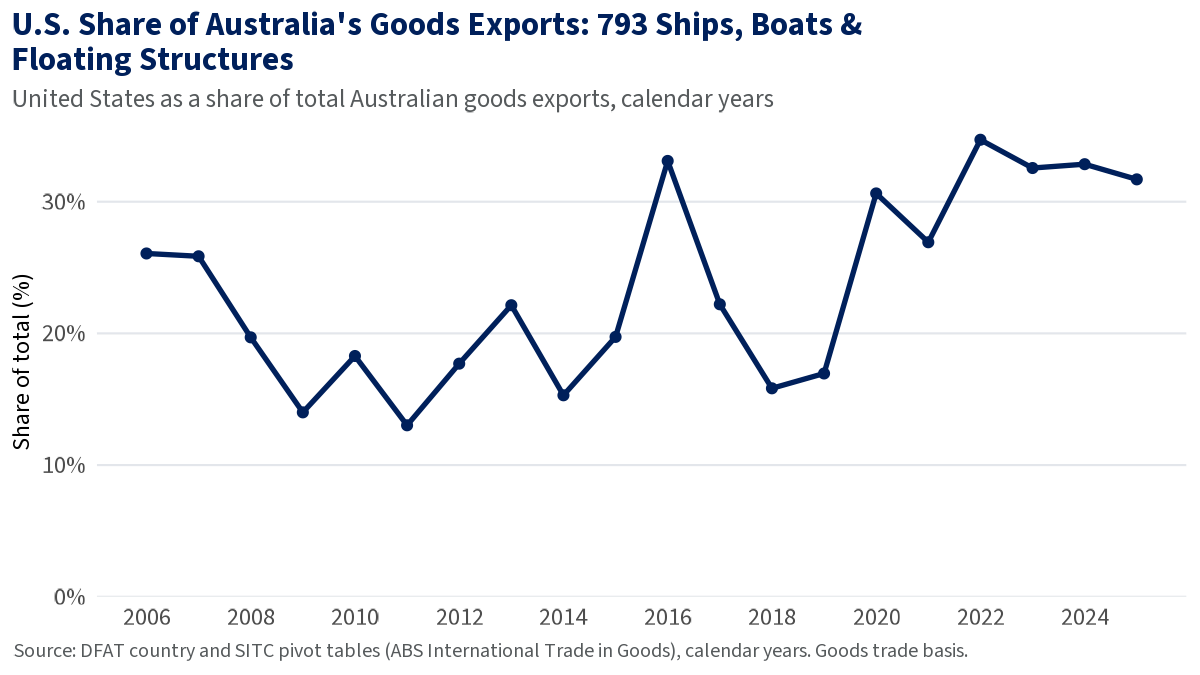 U.S. Share of Australia's Goods Exports: 793 Ships, Boats &
Floating Structures
United States as a share of total Australian goods exports, calendar years
Share of total (%)
30%
20%
10%
0%
2006 2008 2010 2012 2014 2016 2018 2020 2022 2024
Source: DFAT country and SITC pivot tables (ABS International Trade in Goods), calendar years. Goods trade basis.